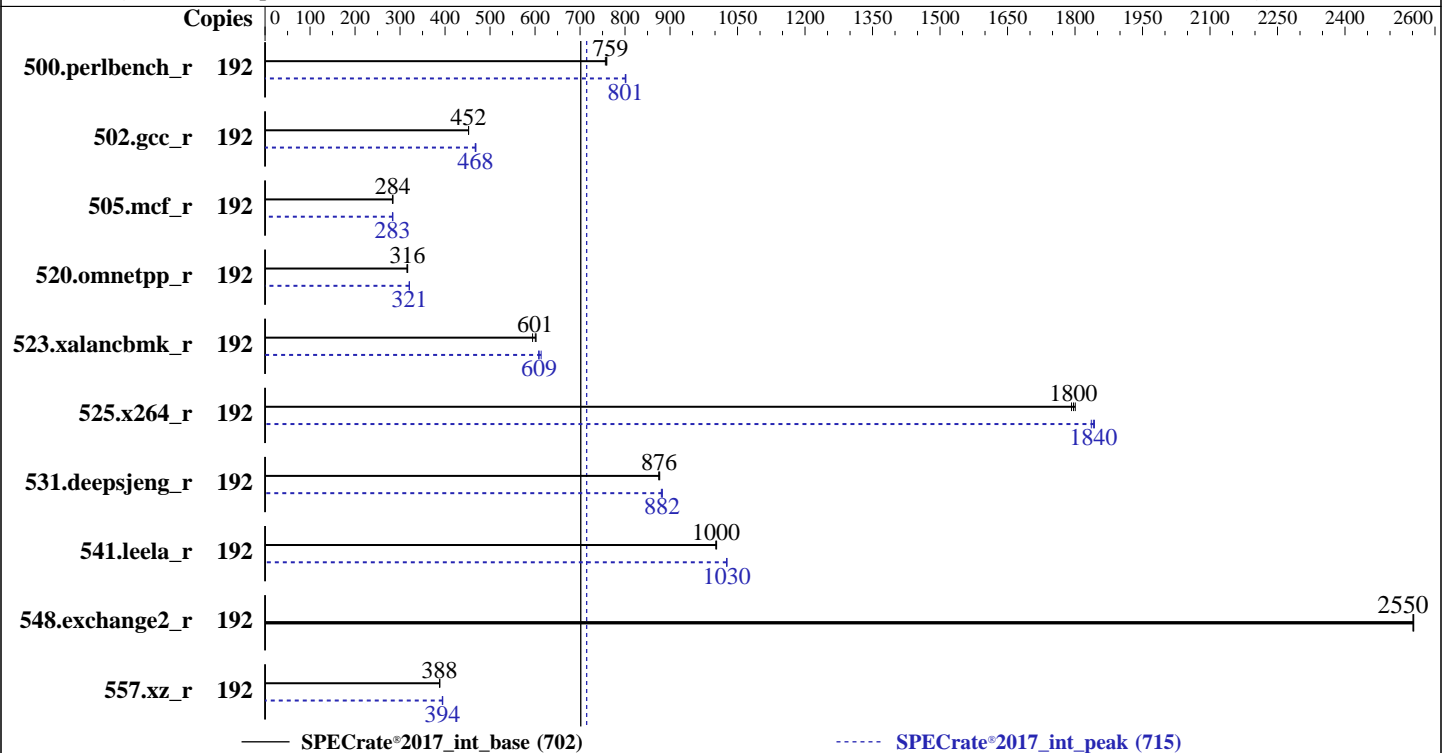 Copies 0 100 200 300 400 500 600 700 800 900 1050 1200 1350 1500 1650 1800 1950 2100 2250 2400 2600
759
500.perlbench_r 192
801
452
502.gcc_r 192
468
284
505.mcf_r 192
283
316
520.omnetpp_r 192
321
601
523.xalancbmk_r 192
609
1800
525.x264_r 192
1840
876
531.deepsjeng_r 192
882
1000
541.leela_r 192
1030
2550
548.exchange2_r 192
388
557.xz_r 192
394
SPECrate®2017_int_base (702) SPECrate®2017_int_peak (715)